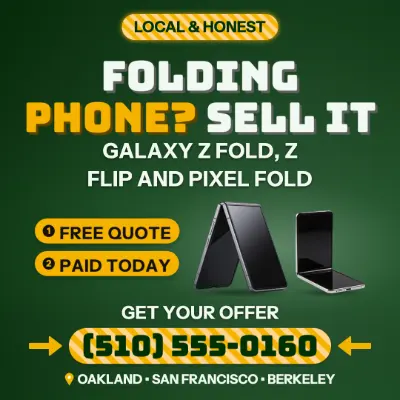 LOCAL & HONEST
FOLDING
PHONE? SELL IT
GALAXY Z FOLD, Z
FLIP AND PIXEL FOLD
1 FREE QUOTE
2 PAID TODAY
GET YOUR OFFER
(510) 555-0160
OAKLAND • SAN FRANCISCO • BERKELEY